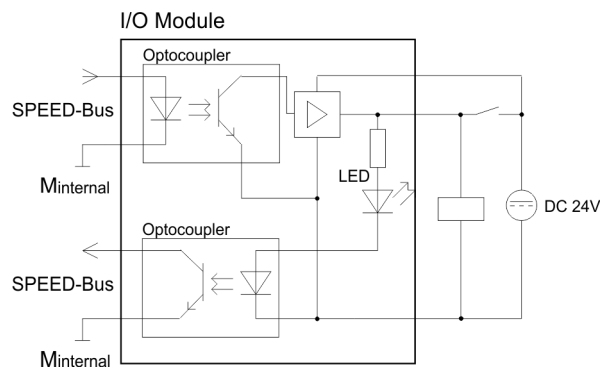 I/O Module
Optocoupler
SPEED-Bus
Minternal
LED
DC 24V
Optocoupler
SPEED-Bus
Minternal